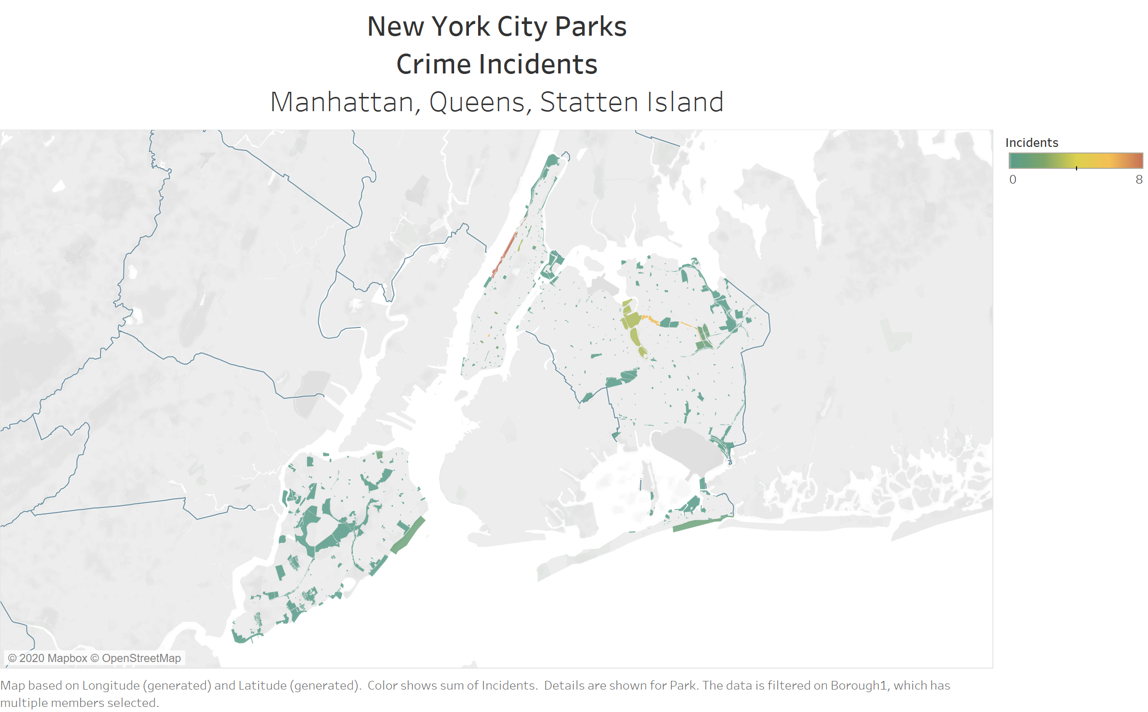 New York City Parks
Crime Incidents
Manhattan, Queens, Statten Island
Incidents
0 8
© 2020 Mapbox © OpenStreetMap
Map based on Longitude (generated) and Latitude (generated). Color shows sum of Incidents. Details are shown for Park. The data is filtered on Borough1, which has
multiple members selected.